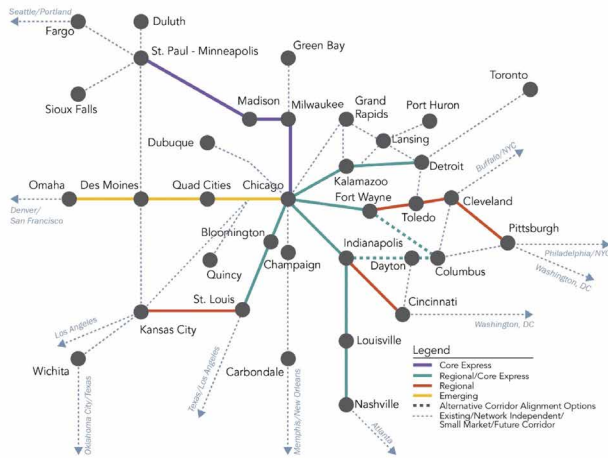 Seattle/Portland
Fargo
Duluth
St. Paul - Minneapolis
Green Bay
Toronto
Sioux Falls
Madison
Milwaukee
Grand
Rapids
Port Huron
Lansing
Dubuque
Detroit
Buffalo/NYC
Kalamazoo
Omaha
Des Moines
Quad Cities
Chicago
Fort Wayne
Toledo
Cleveland
Denver/
San Francisco
Bloomington
Indianapolis
Pittsburgh
Philadelphia/NYC
Quincy
Champaign
Dayton
Columbus
Washington, DC
St. Louis
Cincinnati
Los Angeles
Kansas City
Washington, DC
Louisville
Wichita
Texas/Los Angeles
Carbondale
Oklahoma City/Texas
Memphis/New Orleans
Nashville
Atlanta
Legend
Core Express
Regional/Core Express
Regional
Emerging
Alternative Corridor Alignment Options
Existing/Network Independent/
Small Market/Future Corridor